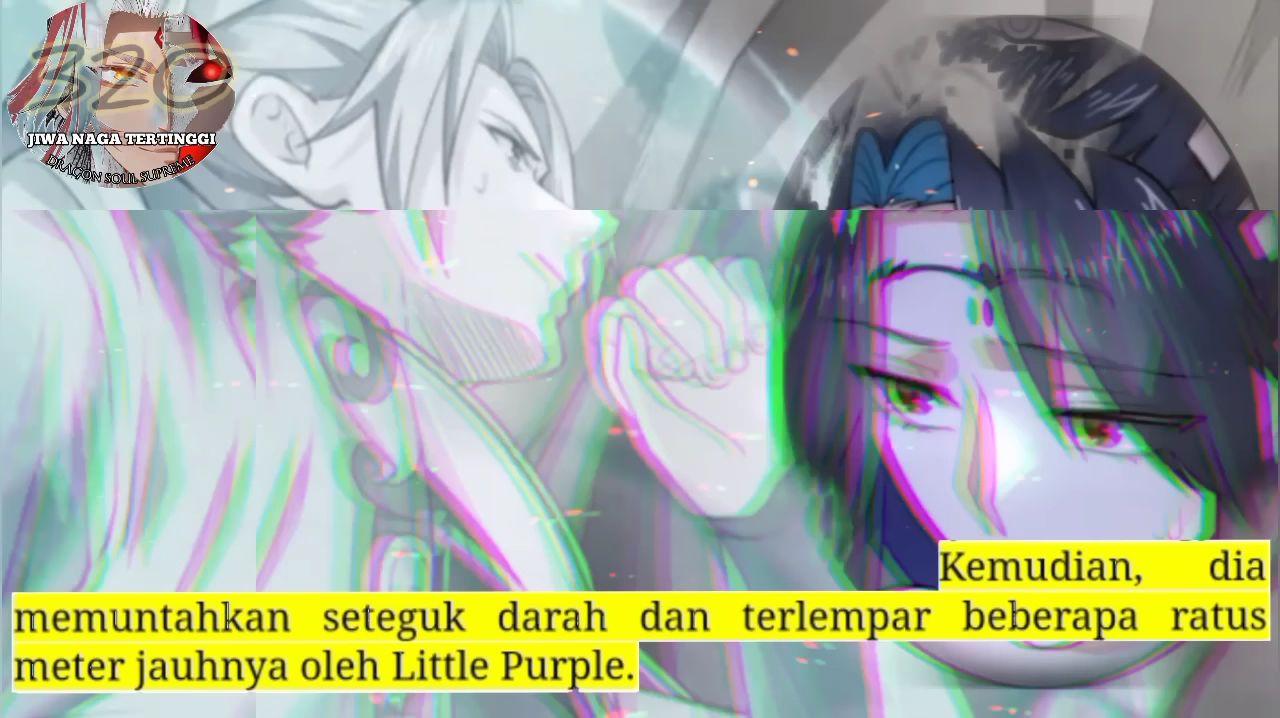 B2C
JIWA NAGA TERTINGGI
DRAGON SOUL SUPREME
Kemudian, dia
memuntahkan seteguk darah dan terlempar beberapa ratus
meter jauhnya oleh Little Purple.